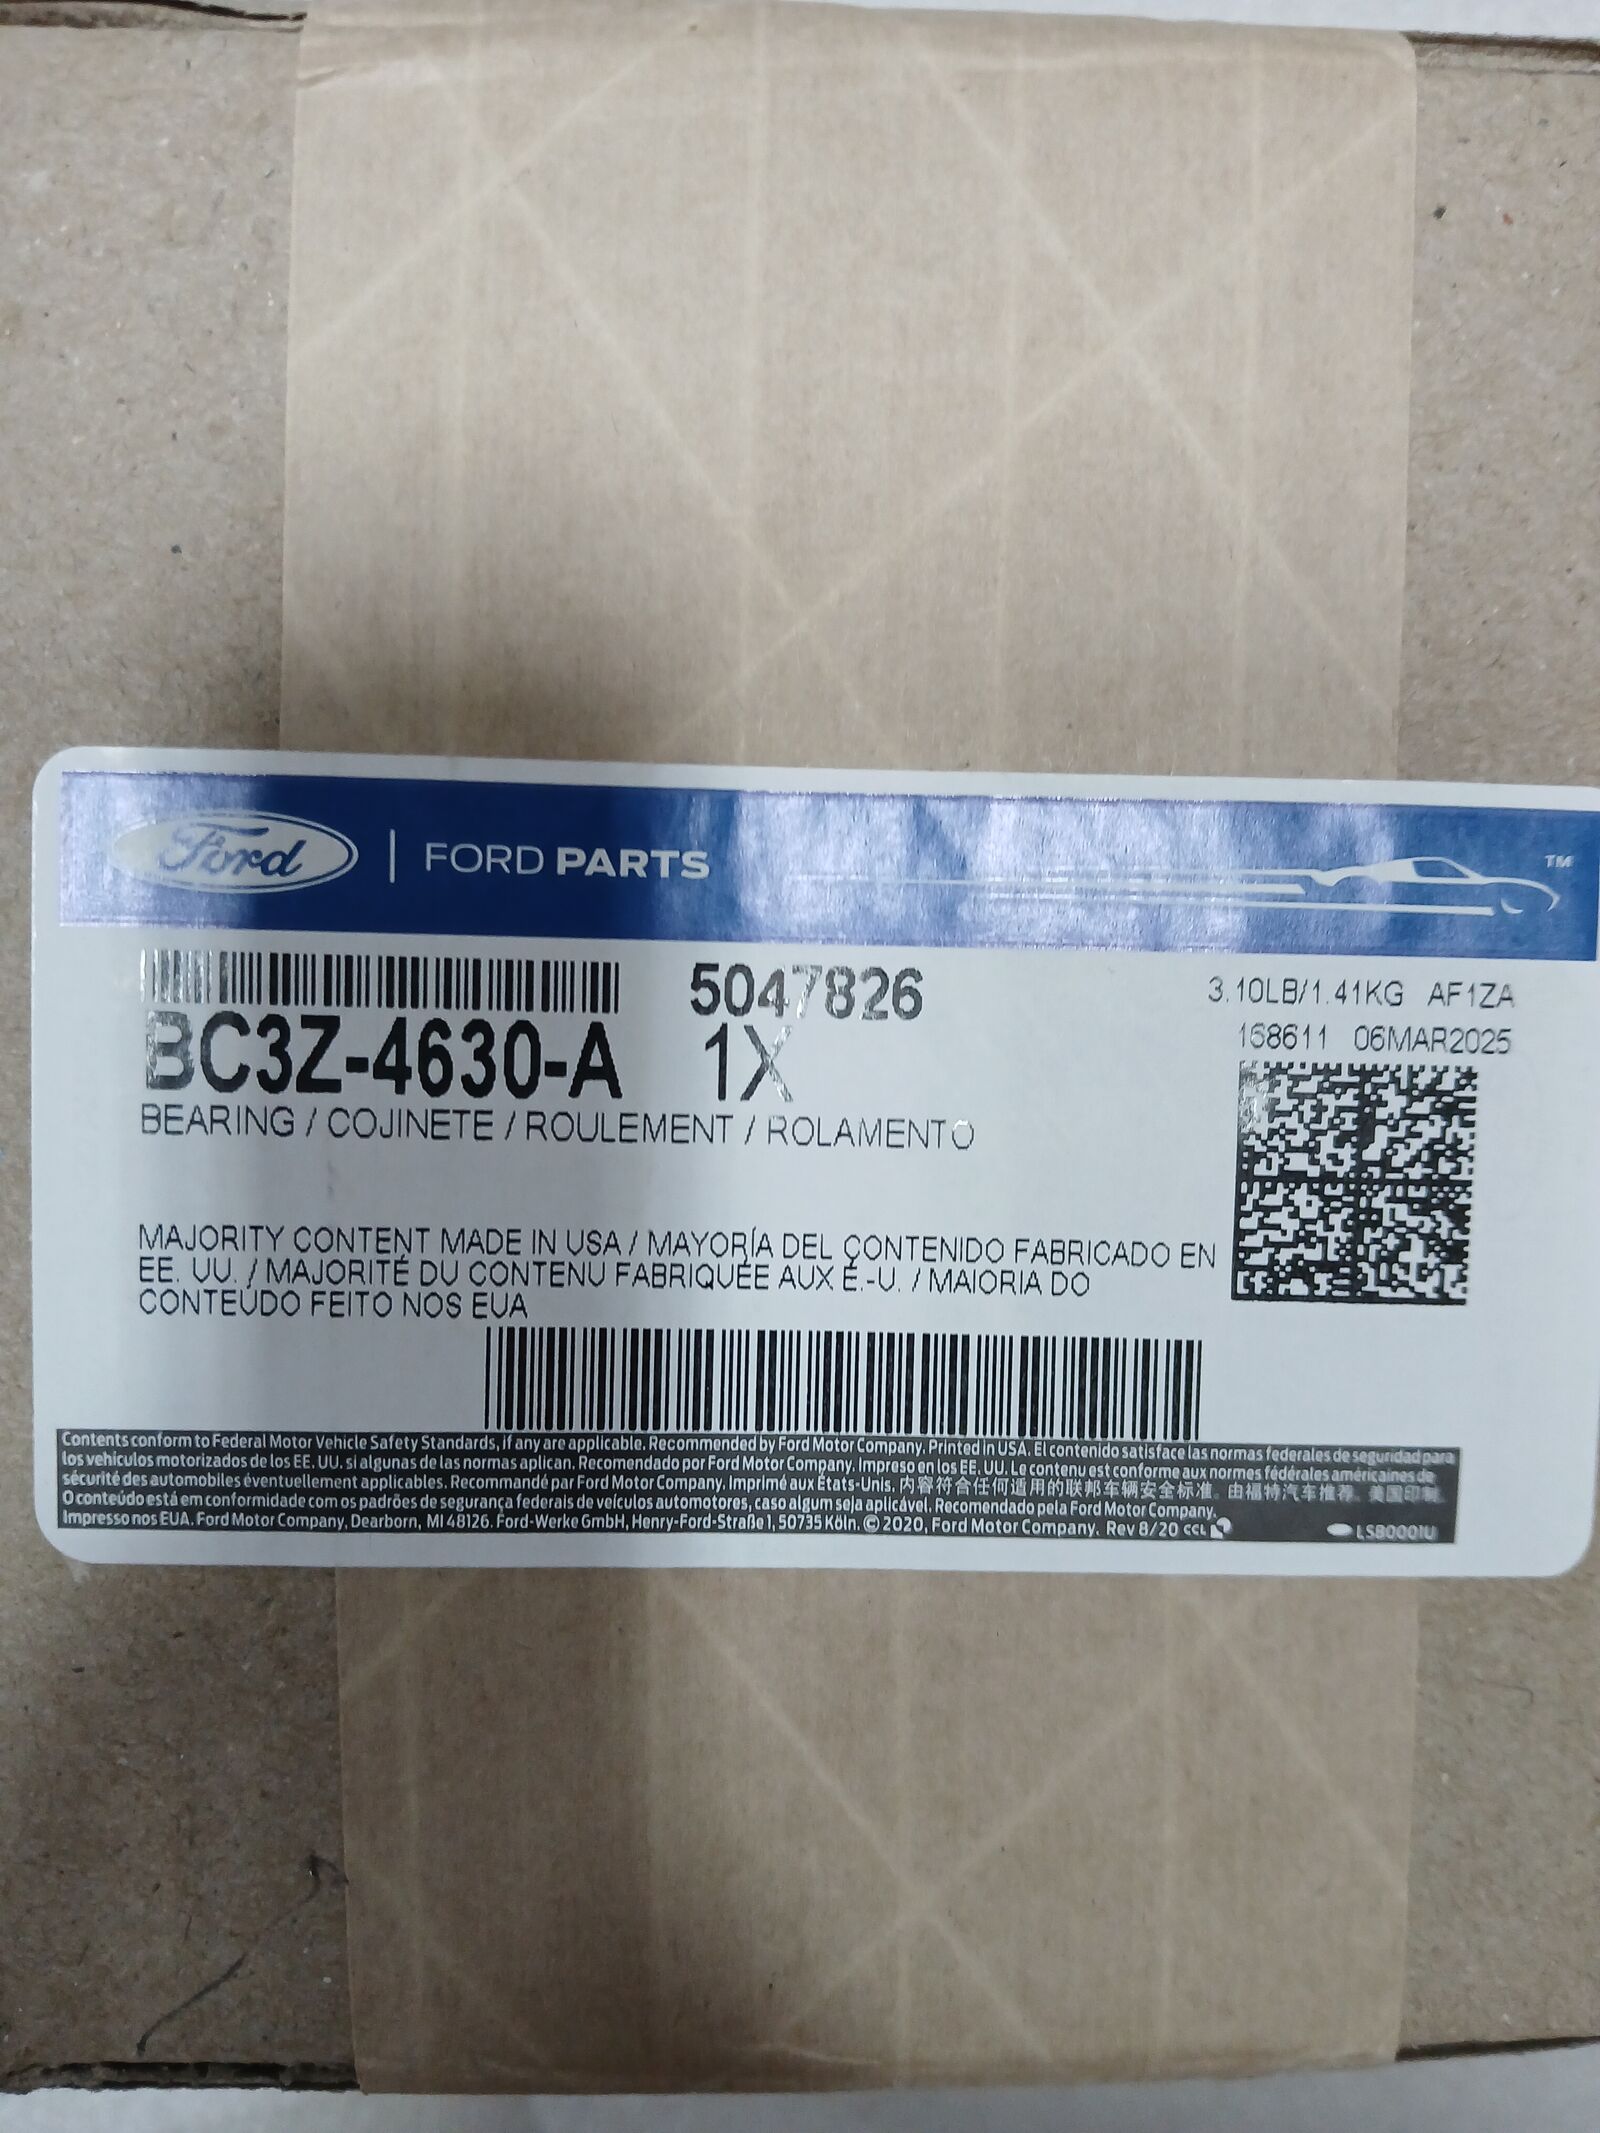 Ford | FORD PARTS ™
5047826
3.10LB/1.41KG AF1ZA
BC3Z-4630-A 1X
168611 06MAR2025
BEARING / COJINETE / ROULEMENT / ROLAMENTO
MAJORITY CONTENT MADE IN USA / MAYORÍA DEL CONTENIDO FABRICADO EN
EE. UU. / MAJORITÉ DU CONTENU FABRIQUÉE AUX É.-U. / MAIORIA DO
CONTEÚDO FEITO NOS EUA
Contents conform to Federal Motor Vehicle Safety Standards, if any are applicable. Recommended by Ford Motor Company. Printed in USA. El contenido satisface las normas federales de seguridad para
los vehículos motorizados de los EE. UU. si algunas de las normas aplican. Recomendado por Ford Motor Company. Impreso en los EE. UU. Le contenu est conforme aux normes fédérales américaines de
sécurité des automobiles éventuellement applicables. Recommandé par Ford Motor Company. Imprimé aux États-Unis. 内容符合任何适用的联邦车辆安全标准。由福特汽车推荐。美国印制。
O conteúdo está em conformidade com os padrões de segurança federais de veículos automotores, caso algum seja aplicável. Recomendado pela Ford Motor Company.
Impresso nos EUA. Ford Motor Company, Dearborn, MI 48126. Ford-Werke GmbH, Henry-Ford-Straße 1, 50735 Köln. © 2020, Ford Motor Company. Rev 8/20 CCL LSB0001U